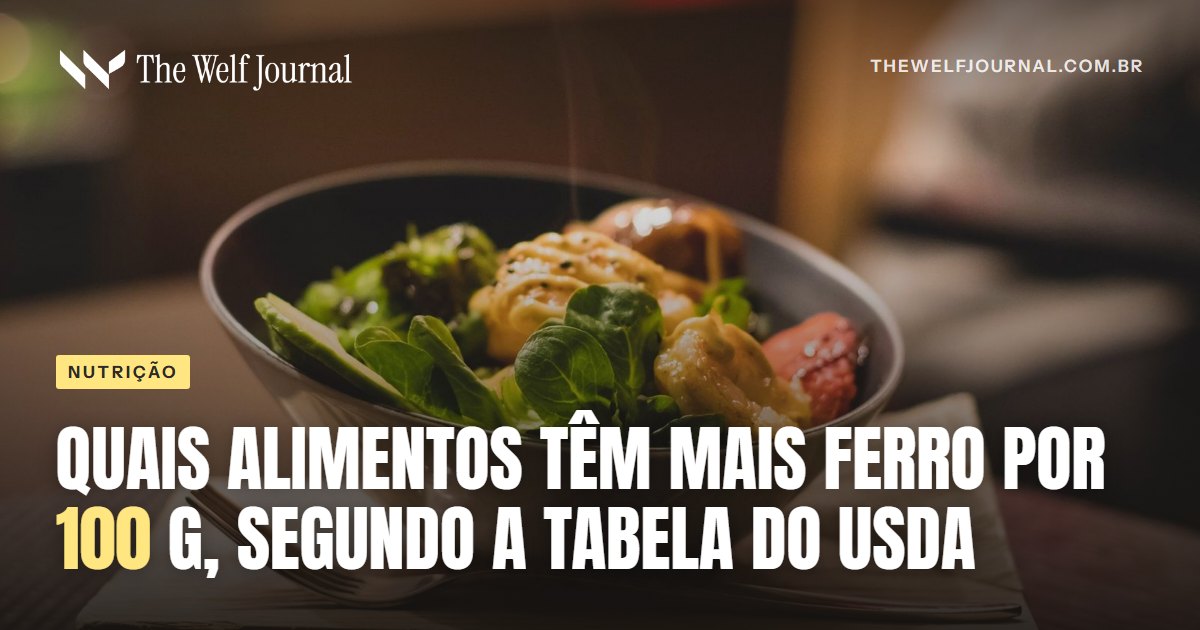 The Welf Journal
THEWELFJOURNAL.COM.BR
NUTRIÇÃO
QUAIS ALIMENTOS TÊM MAIS FERRO POR
100 G, SEGUNDO A TABELA DO USDA